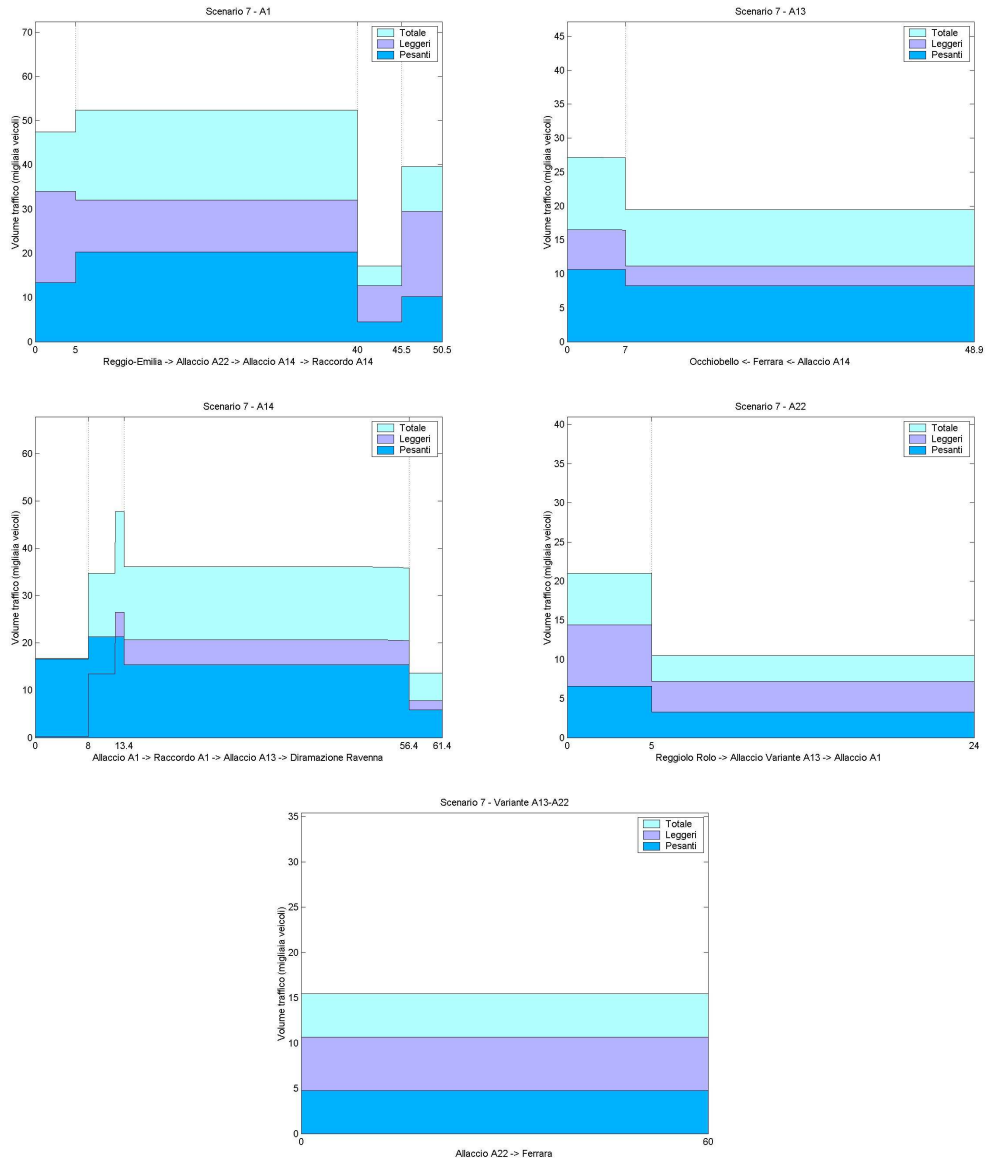 Scenario 7 - A1
Totale
Leggeri
Pesanti
Volume traffico (migliaia veicoli)
70
60
50
40
30
20
10
0
0 5 40 45.5 50.5
Reggio-Emilia -> Allaccio A22 -> Allaccio A14 -> Raccordo A14
Scenario 7 - A13
Totale
Leggeri
Pesanti
Volume traffico (migliaia veicoli)
45
40
35
30
25
20
15
10
5
0
0 7 48.9
Occhiobello <- Ferrara <- Allaccio A14
Scenario 7 - A14
Totale
Leggeri
Pesanti
Volume traffico (migliaia veicoli)
60
50
40
30
20
10
0
0 8 13.4 56.4 61.4
Allaccio A1 -> Raccordo A1 -> Allaccio A13 -> Diramazione Ravenna
Scenario 7 - A22
Totale
Leggeri
Pesanti
Volume traffico (migliaia veicoli)
40
35
30
25
20
15
10
5
0
0 5 24
Reggiolo Rolo -> Allaccio Variante A13 -> Allaccio A1
Scenario 7 - Variante A13-A22
Totale
Leggeri
Pesanti
Volume traffico (migliaia veicoli)
35
30
25
20
15
10
5
0
0 60
Allaccio A22 -> Ferrara